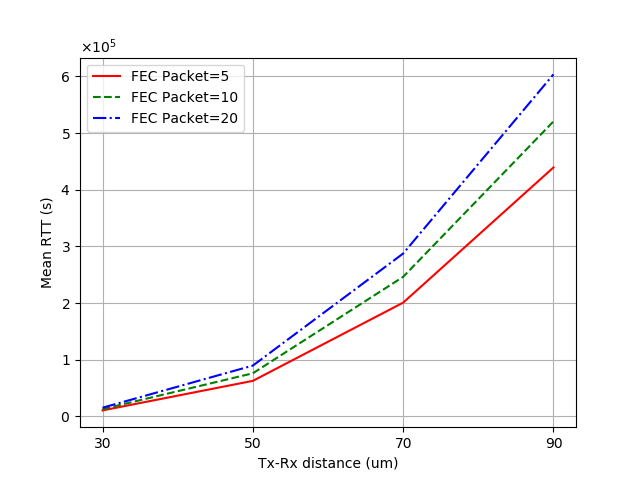 ×10⁵
FEC Packet=5
FEC Packet=10
FEC Packet=20
6
5
4
3
2
1
0
Mean RTT (s)
30 50 70 90
Tx-Rx distance (um)